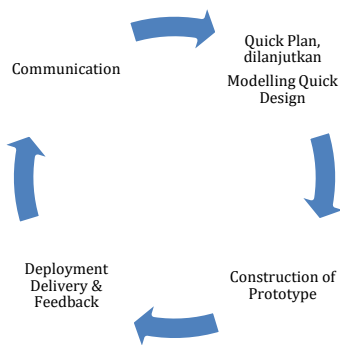 Communication
Quick Plan,
dilanjutkan
Modelling Quick
Design
Construction of
Prototype
Deployment
Delivery &
Feedback